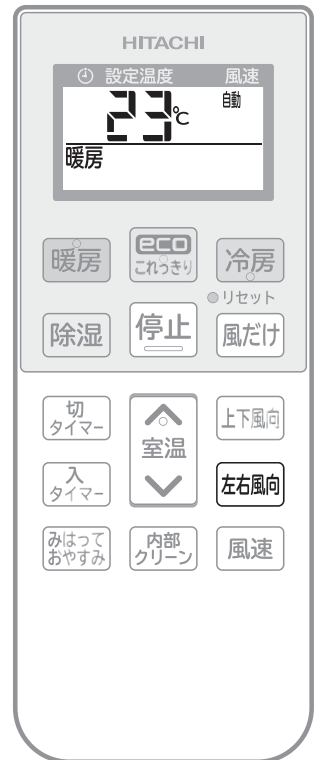 HITACHI
設定温度 風速
23℃ 自動
暖房
暖房 eco これっきり 冷房
リセット
除湿 停止 風だけ
切タイマー 室温 上下風向
入タイマー 左右風向
みはっておやすみ 内部クリーン 風速